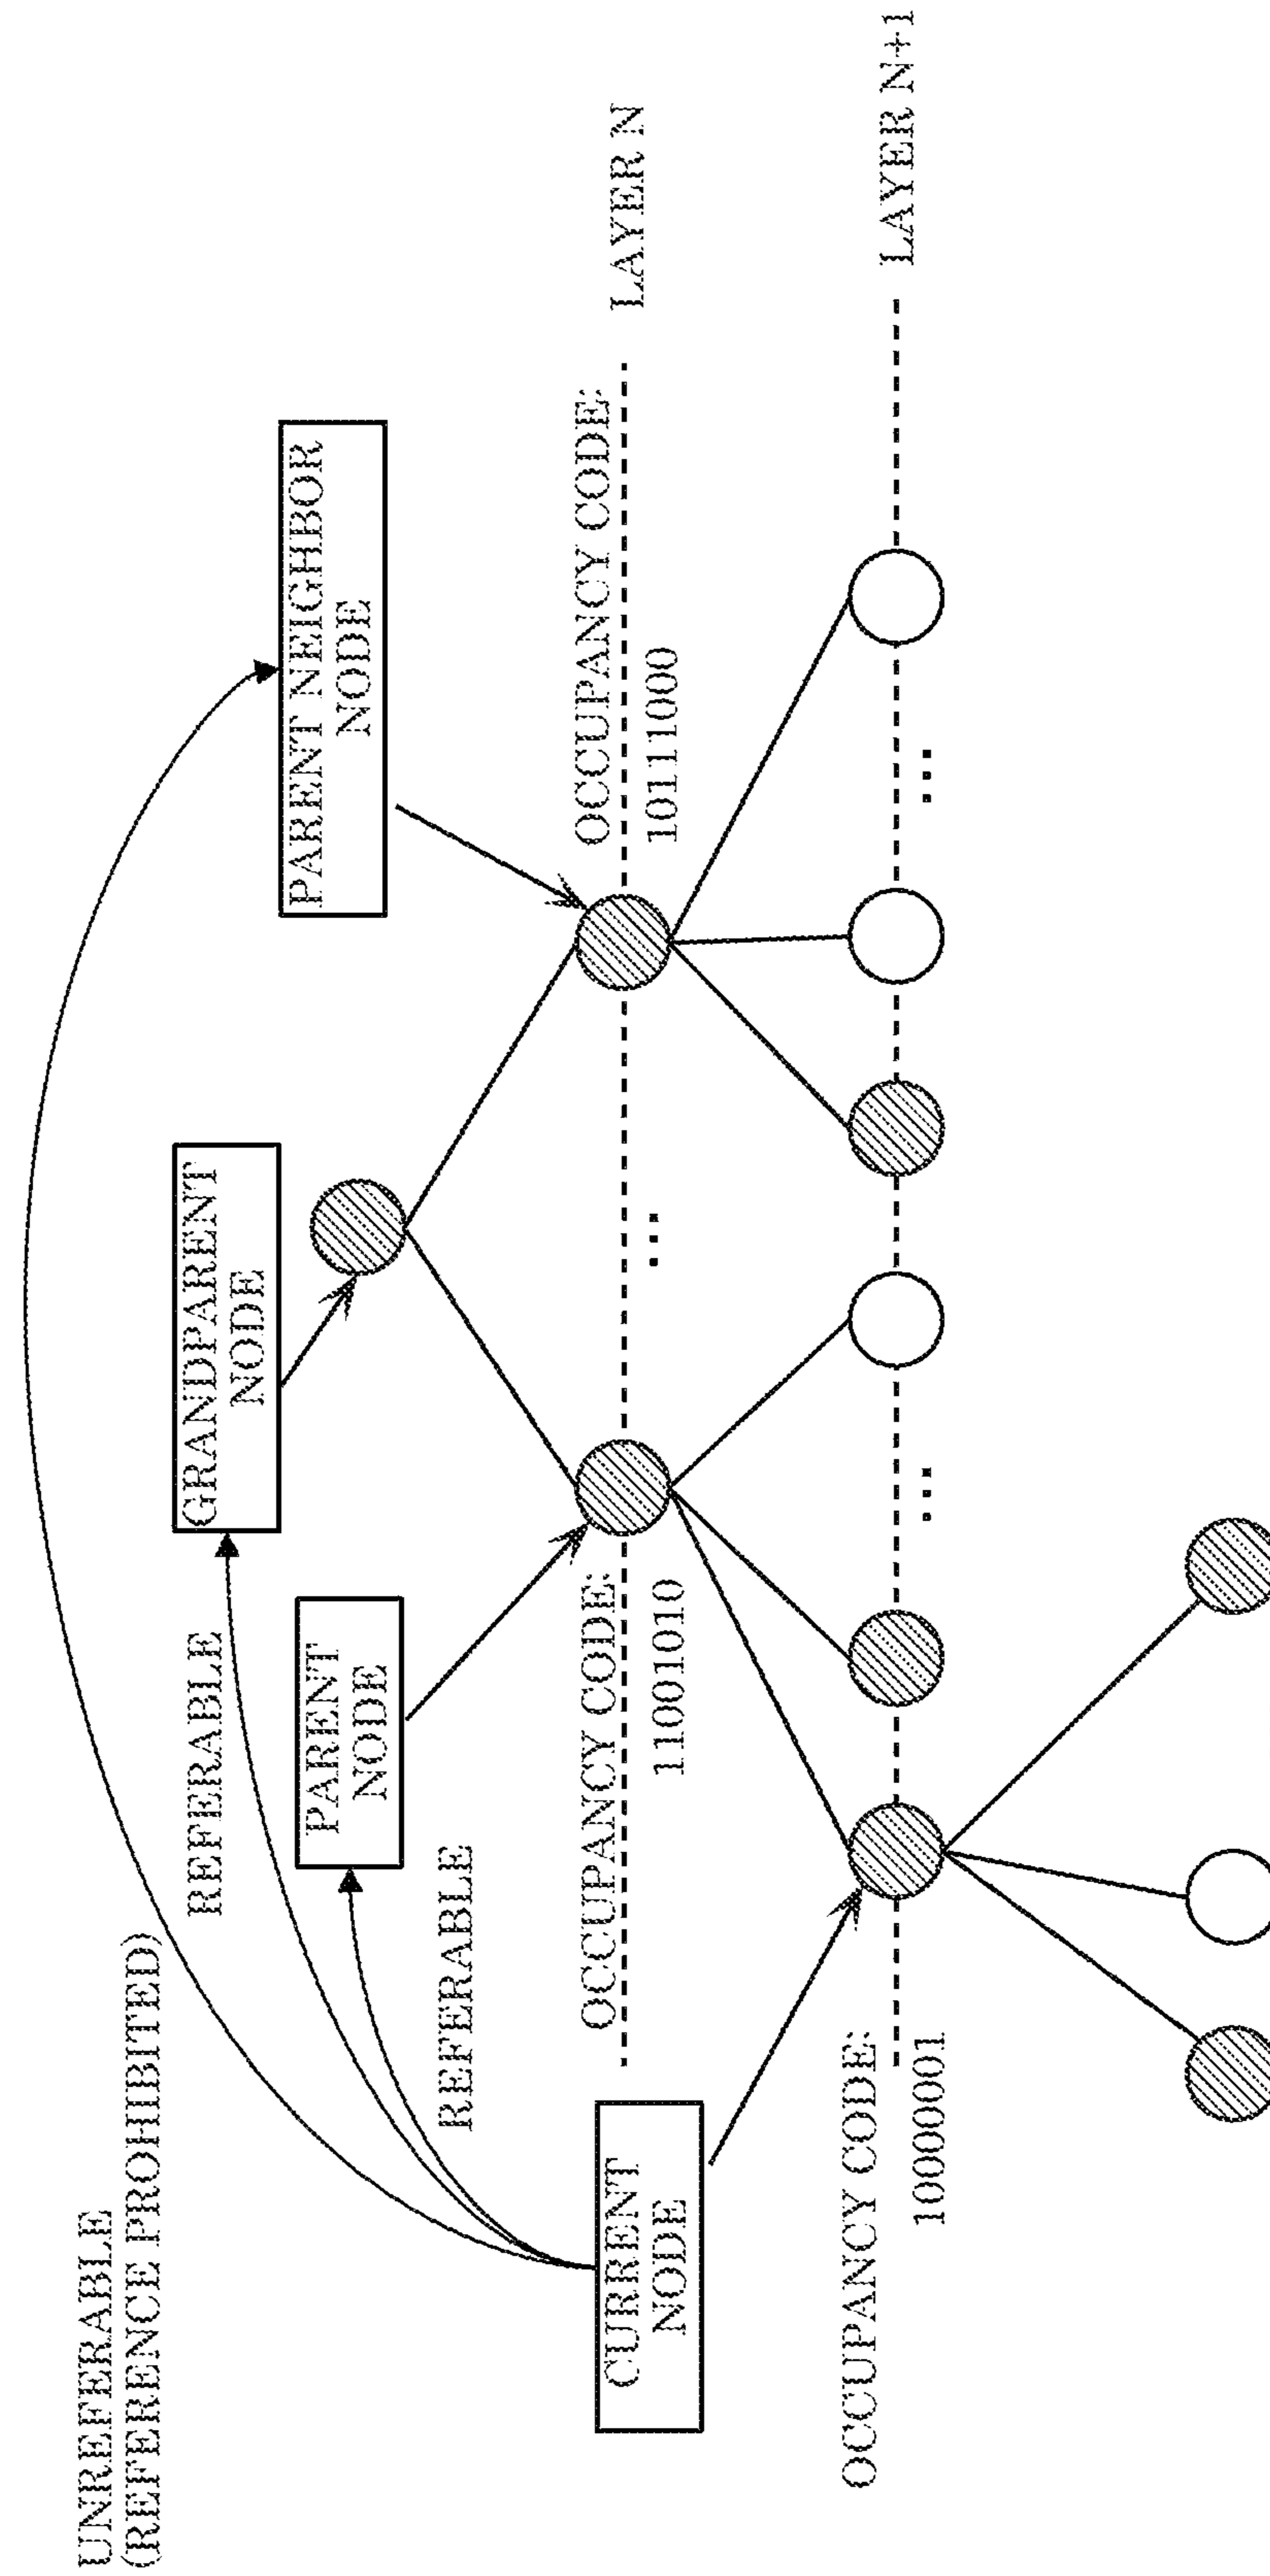 UNREFERABLE
(REFERENCE PROHIBITED)
REFERABLE
GRANDPARENT
NODE
PARENT
NODE
REFERABLE
PARENT NEIGHBOR
NODE
CURRENT
NODE
OCCUPANCY CODE:
11001010
...
OCCUPANCY CODE:
10111000
LAYER N
OCCUPANCY CODE:
10000001
...
...
LAYER N+1